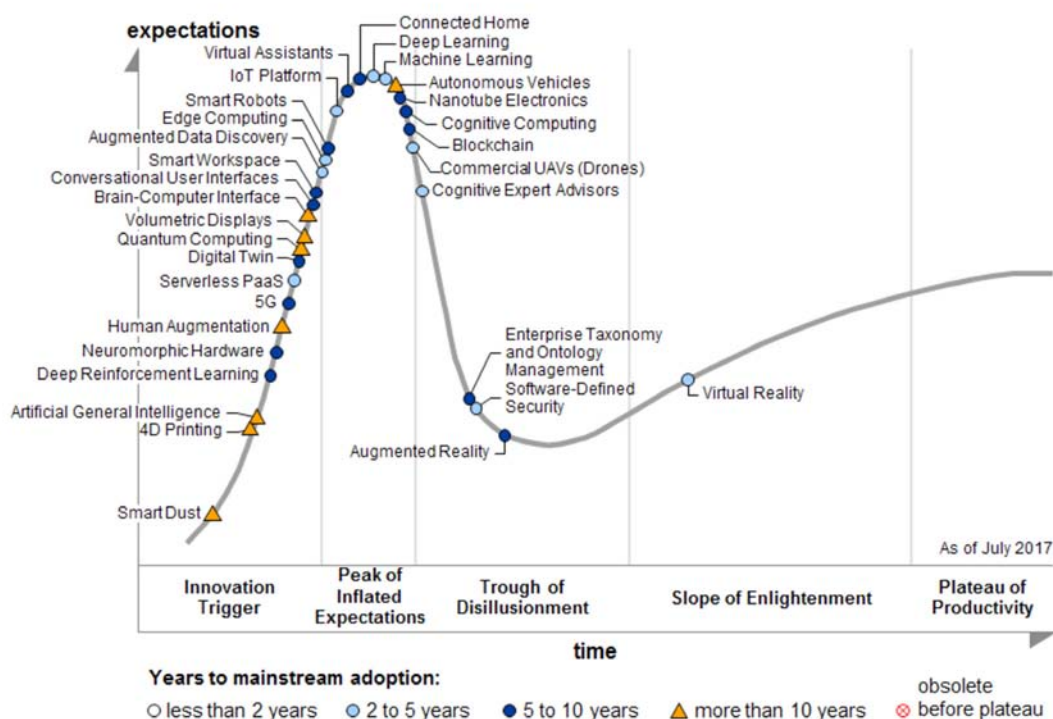 expectations
Connected Home
Deep Learning
Virtual Assistants
Machine Learning
IoT Platform
Autonomous Vehicles
Smart Robots
Nanotube Electronics
Edge Computing
Cognitive Computing
Augmented Data Discovery
Blockchain
Smart Workspace
Commercial UAVs (Drones)
Conversational User Interfaces
Cognitive Expert Advisors
Brain-Computer Interface
Volumetric Displays
Quantum Computing
Digital Twin
Serverless PaaS
5G
Human Augmentation
Neuromorphic Hardware
Deep Reinforcement Learning
Artificial General Intelligence
4D Printing
Smart Dust
Enterprise Taxonomy
and Ontology
Management
Software-Defined
Security
Augmented Reality
Virtual Reality
As of July 2017
Innovation
Trigger
Peak of
Inflated
Expectations
Trough of
Disillusionment
Slope of Enlightenment
Plateau of
Productivity
time
Years to mainstream adoption:
less than 2 years
2 to 5 years
5 to 10 years
more than 10 years
obsolete
before plateau